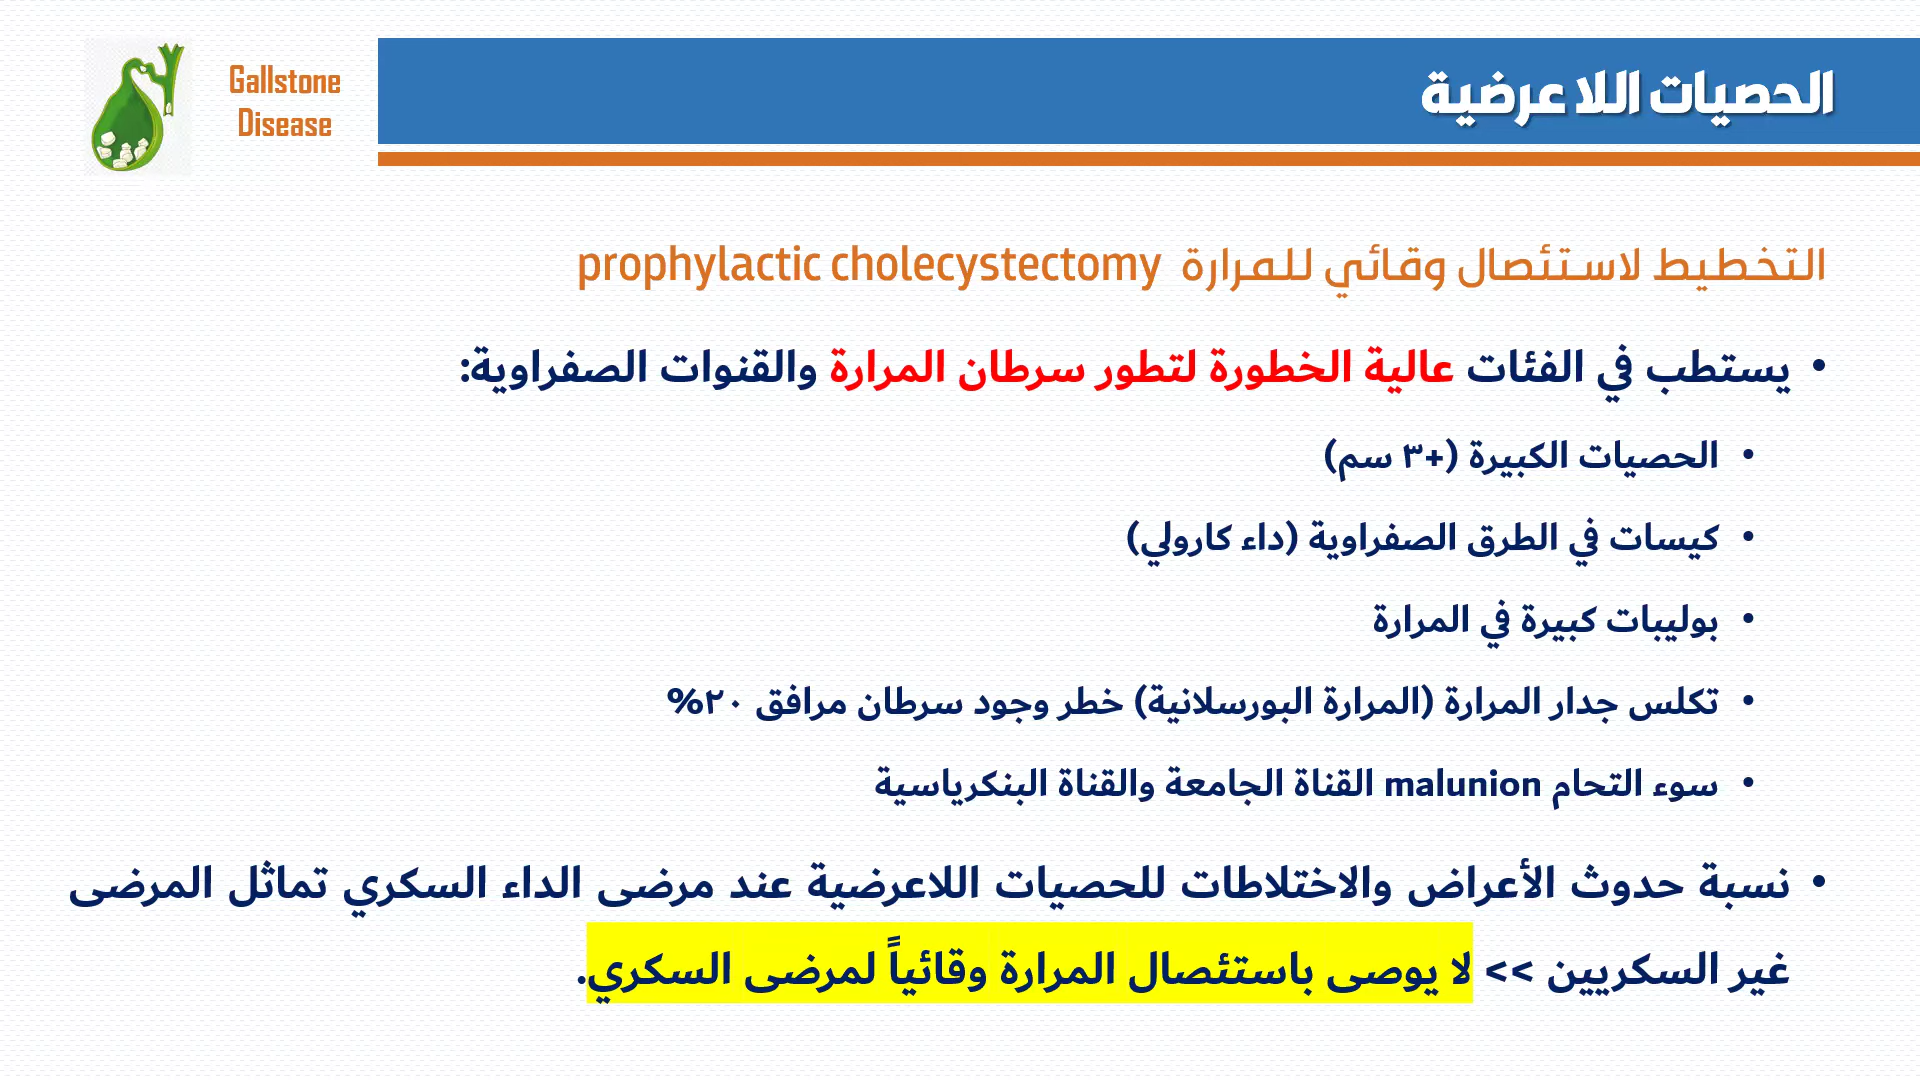 الحصيات اللا عرضية
Gallstone
Disease
التخطيط لاستئصال وقائي للمرارة prophylactic cholecystectomy
• يستطب في الفئات عالية الخطورة لتطور سرطان المرارة والقنوات الصفراوية:
• الحصيات الكبيرة (+٣ سم)
• كيسات في الطرق الصفراوية (داء كارولي)
• بوليبات كبيرة في المرارة
• تكلس جدار المرارة (المرارة البورسلانية) خطر وجود سرطان مرافق ٢٠%
• سوء التحام malunion القناة الجامعة والقناة البنكرياسية
• نسبة حدوث الأعراض والاختلاطات للحصيات اللاعرضية عند مرضى الداء السكري تماثل المرضى
غير السكريين >> لا يوصى باستئصال المرارة وقائياً لمرضى السكري.